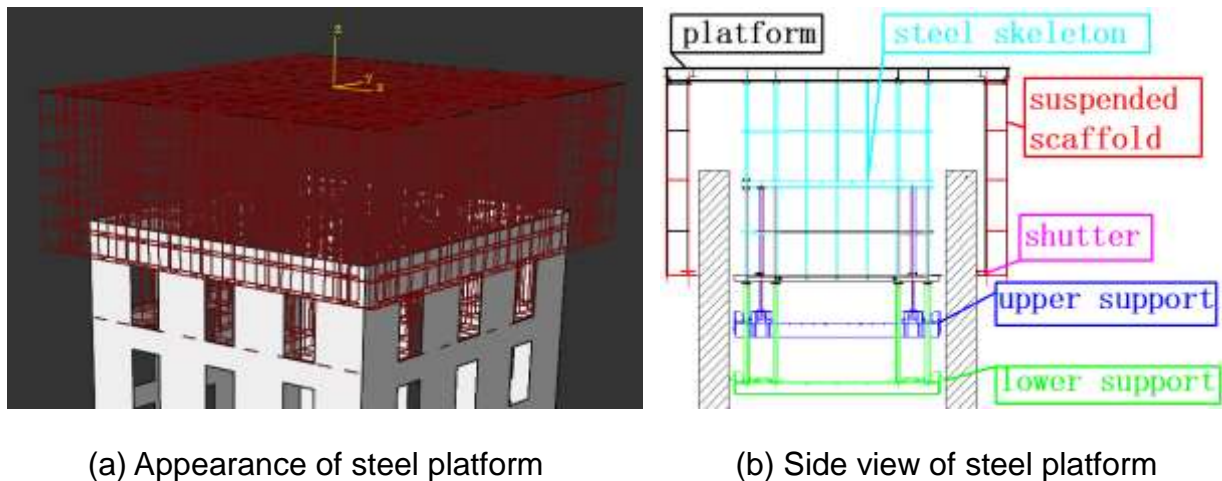 z
y
x
platform
steel skeleton
suspended
scaffold
shutter
upper support
lower support
(a) Appearance of steel platform
(b) Side view of steel platform